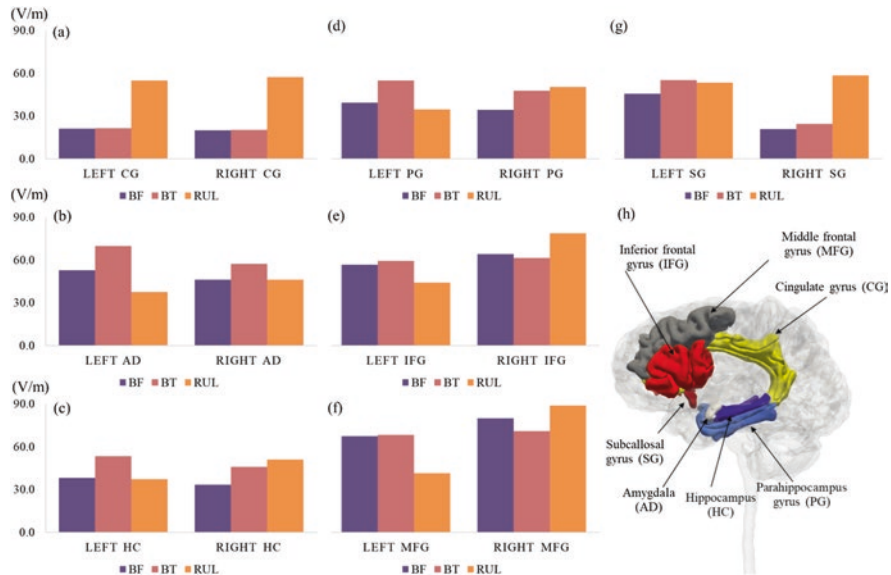 (V/m)
90.0
60.0
30.0
0.0
(a)
LEFT CG RIGHT CG
BF BT RUL
(d)
LEFT PG RIGHT PG
BF BT RUL
(g)
LEFT SG RIGHT SG
BF BT RUL
(V/m)
90.0
60.0
30.0
0.0
(b)
LEFT AD RIGHT AD
BF BT RUL
(e)
LEFT IFG RIGHT IFG
BF BT RUL
(V/m)
90.0
60.0
30.0
0.0
(c)
LEFT HC RIGHT HC
BF BT RUL
(f)
LEFT MFG RIGHT MFG
BF BT RUL
(h)
Middle frontal
gyrus (MFG)
Inferior frontal
gyrus (IFG)
Cingulate gyrus (CG)
Subcallosal
gyrus (SG)
Amygdala
(AD)
Hippocampus
(HC)
Parahippocampus
gyrus (PG)